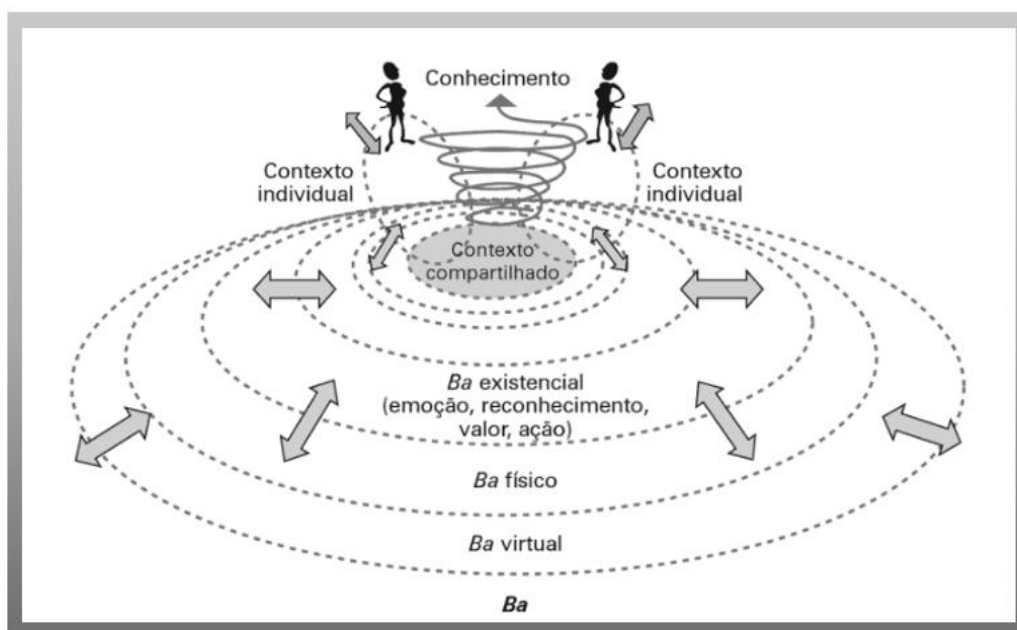 Conhecimento
Contexto
individual
Contexto
individual
Contexto
compartilhado
Ba existencial
(emoção, reconhecimento,
valor, ação)
Ba físico
Ba virtual
Ba